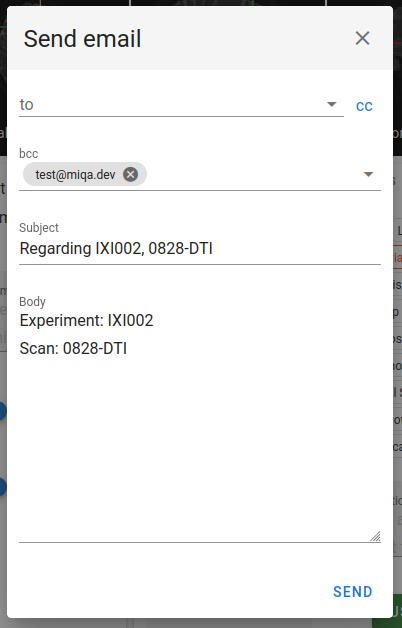 Send email
to
cc
bcc
test@miqa.dev
Subject
Regarding IXI002, 0828-DTI
Body
Experiment: IXI002
Scan: 0828-DTI
SEND